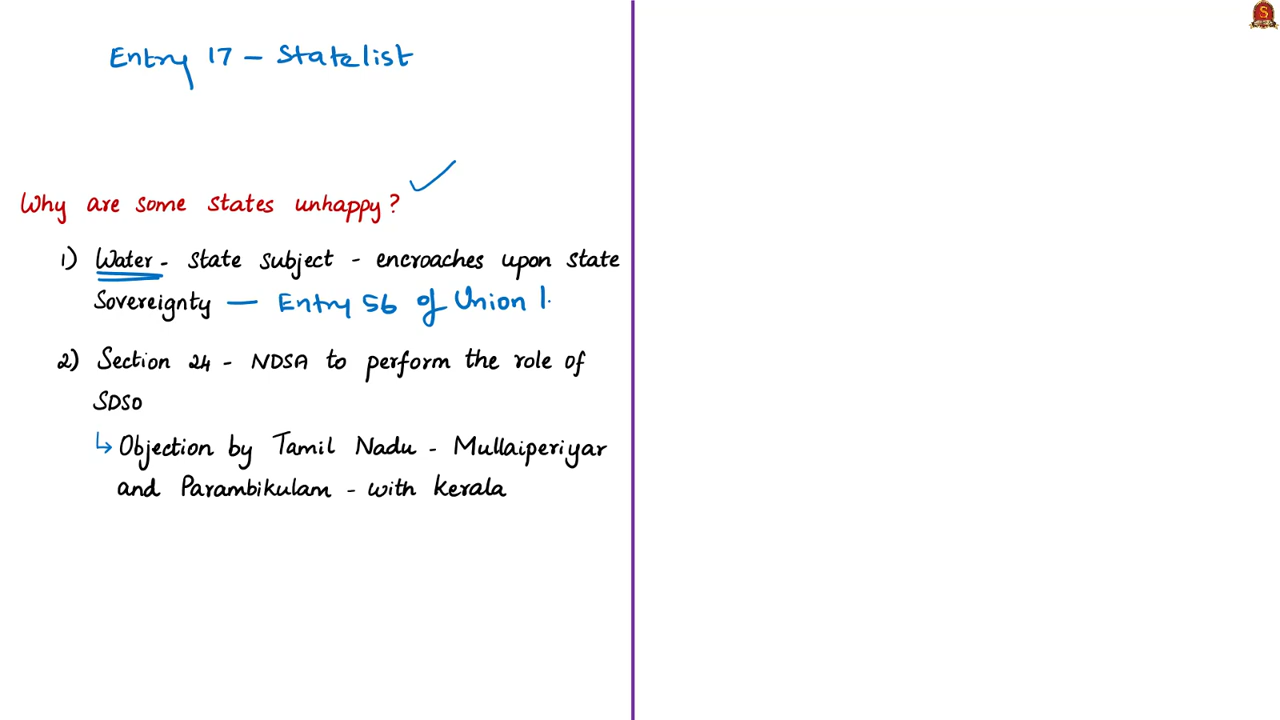 Entry 17 - State list
Why are some states unhappy?
1) Water - state subject - encroaches upon state
Sovereignty - Entry 56 of Union l
2) Section 24 - NDSA to perform the role of
SDSO
↳ Objection by Tamil Nadu - Mullaiperiyar
and Parambikulam - with Kerala